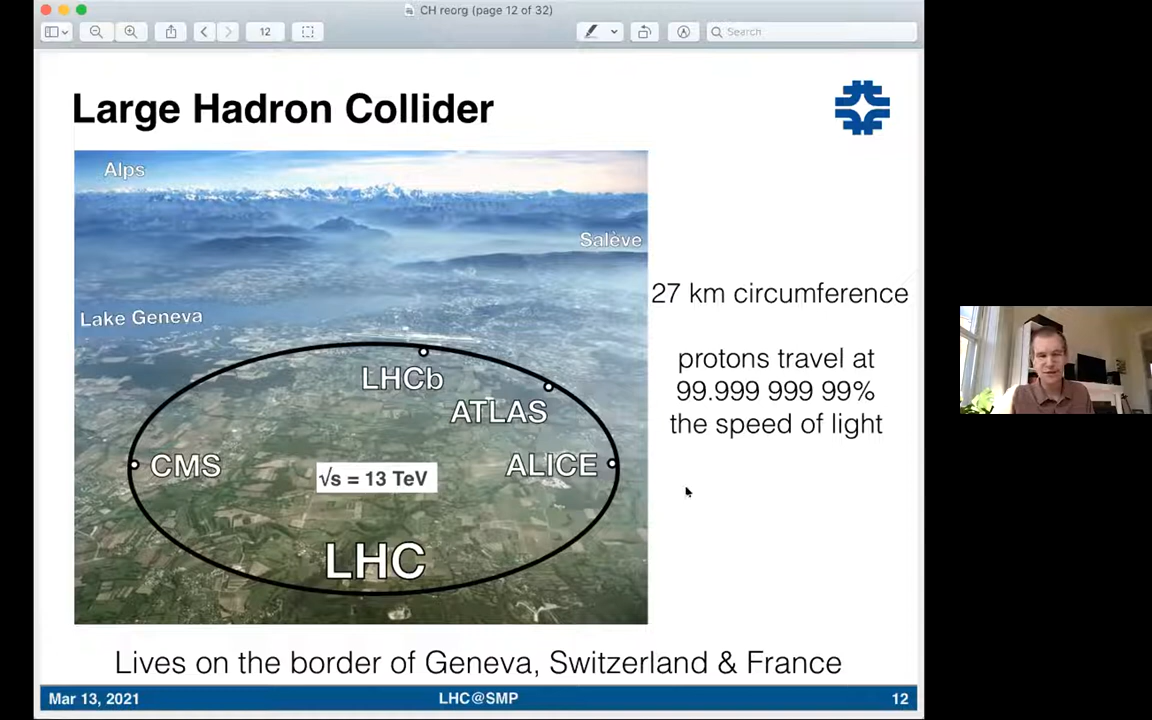 CH reorg (page 12 of 32)
12
Search
Large Hadron Collider
Alps
Salève
Lake Geneva
27 km circumference
LHCb
protons travel at
99.999 999 99%
the speed of light
ATLAS
CMS
ALICE
√s = 13 TeV
LHC
Lives on the border of Geneva, Switzerland & France
Mar 13, 2021
LHC@SMP
12